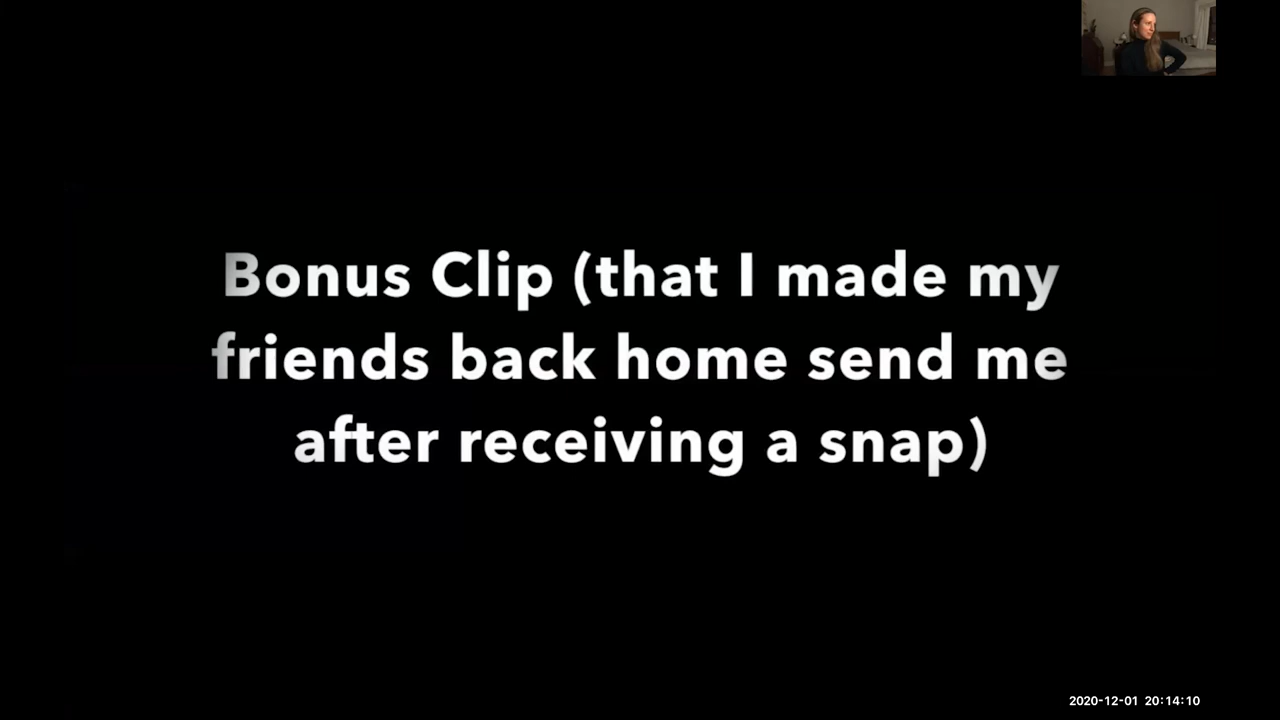 Bonus Clip (that I made my
friends back home send me
after receiving a snap)
2020-12-01 20:14:10